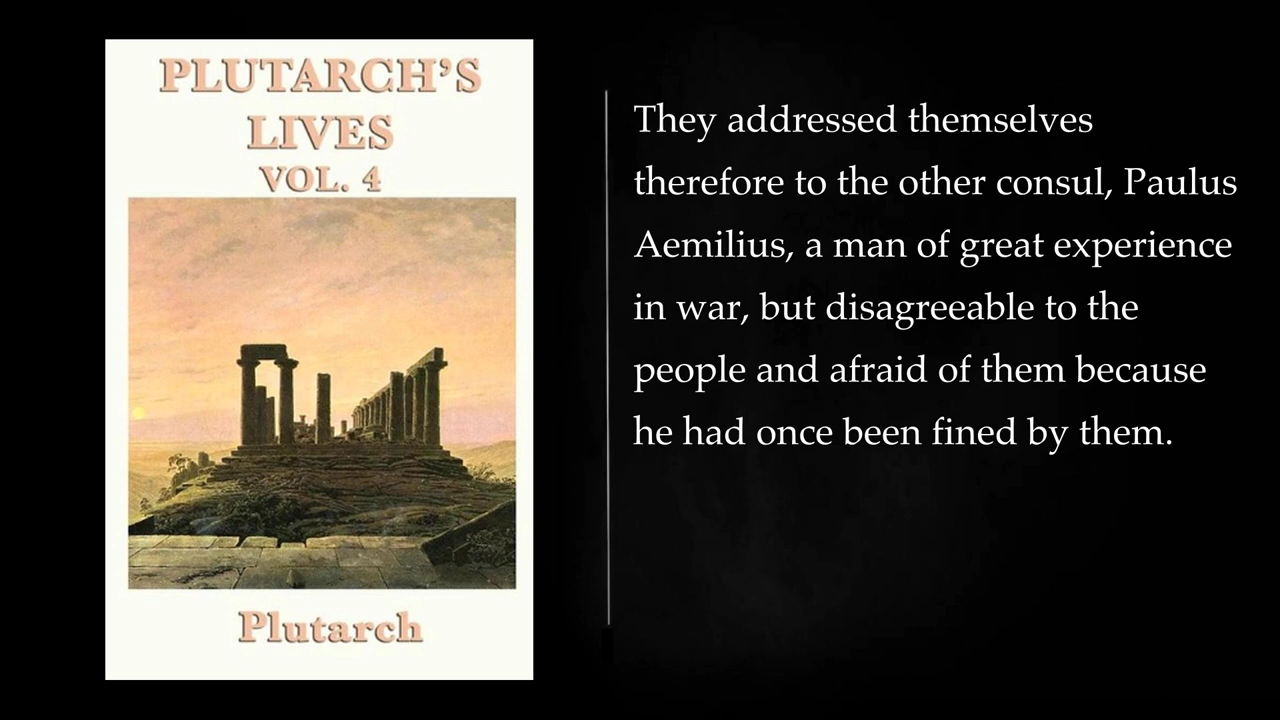 PLUTARCH'S
LIVES
VOL. 4
Plutarch
They addressed themselves
therefore to the other consul, Paulus
Aemilius, a man of great experience
in war, but disagreeable to the
people and afraid of them because
he had once been fined by them.